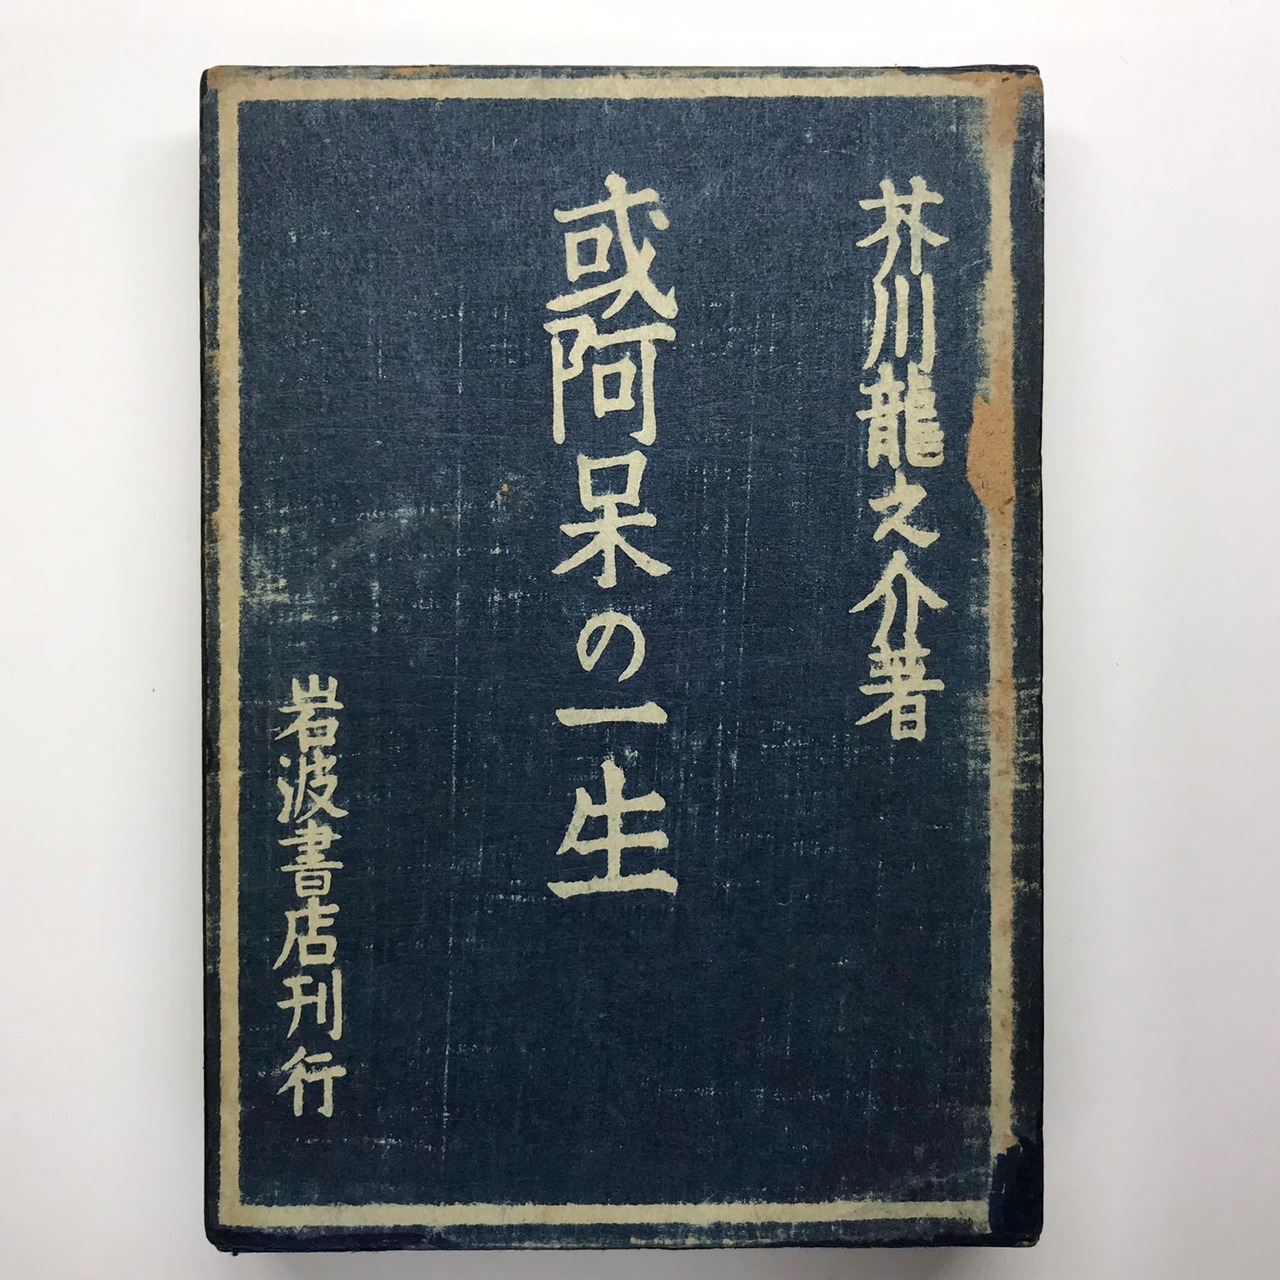 芥川龍之介著
或阿呆の一生
岩波書店刊行